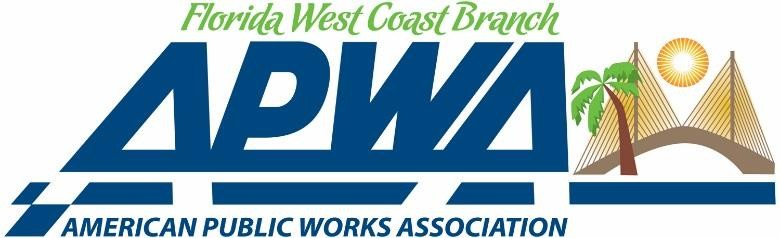 Florida West Coast Branch
APWA
AMERICAN PUBLIC WORKS ASSOCIATION